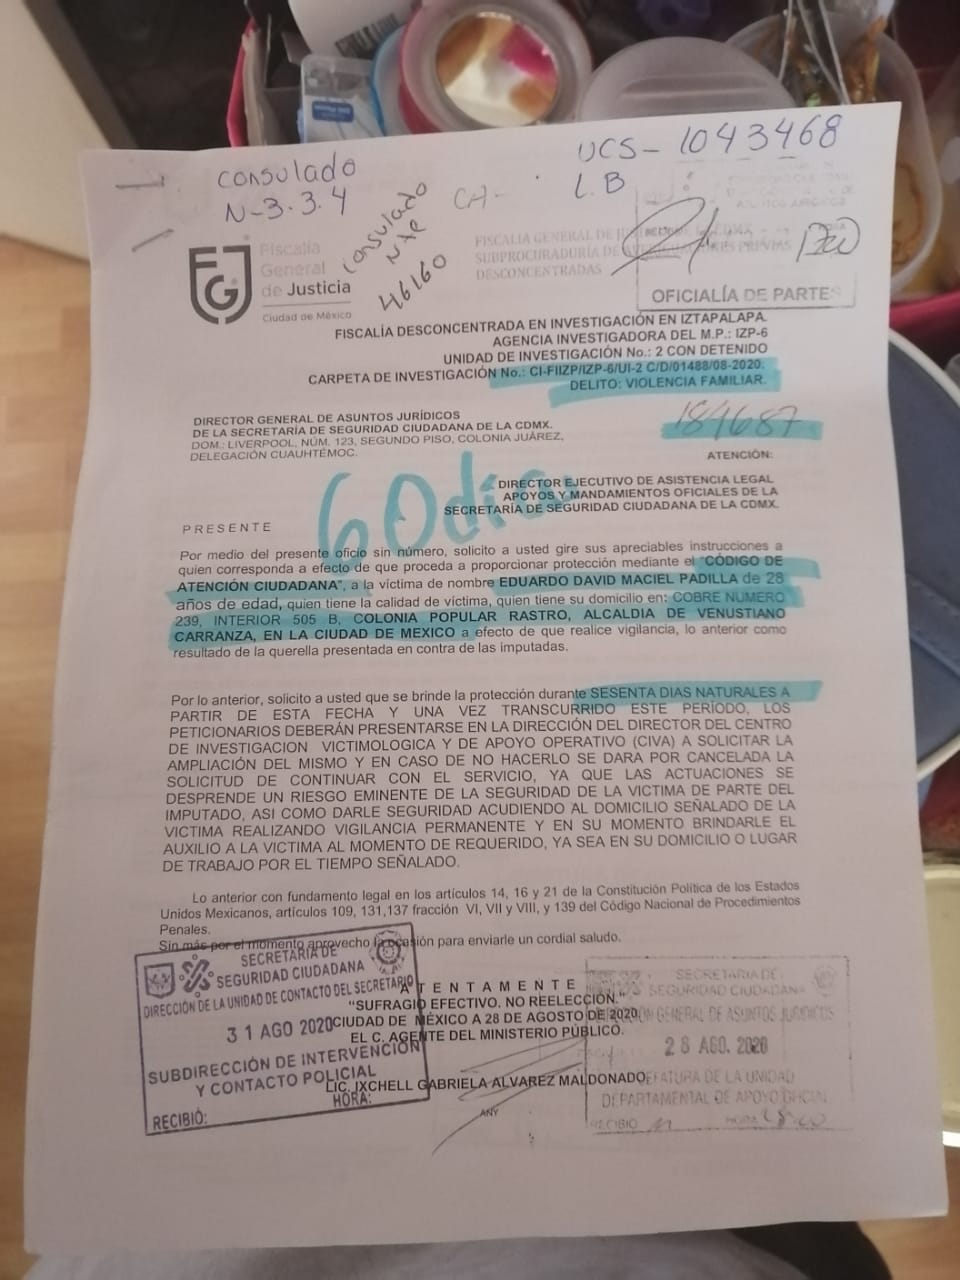 Consulado
N-3.3.4
Consulado
Nte
46160
CH-
UCS- 1043468
L.B
Fiscalía
General
de Justicia
Ciudad de México
FISCALÍA GENERAL DE
SUBPROCURADURÍA DE PREVIAS
DESCONCENTRADAS
OFICIALÍA DE PARTES
FISCALÍA DESCONCENTRADA EN INVESTIGACIÓN EN IZTAPALAPA.
AGENCIA INVESTIGADORA DEL M.P.: IZP-6
UNIDAD DE INVESTIGACIÓN No.: 2 CON DETENIDO
CARPETA DE INVESTIGACIÓN No.: CI-FIIZP/IZP-6/UI-2 C/D/01488/08-2020.
DELITO: VIOLENCIA FAMILIAR.
184687
DIRECTOR GENERAL DE ASUNTOS JURÍDICOS
DE LA SECRETARÍA DE SEGURIDAD CIUDADANA DE LA CDMX.
DOM.: LIVERPOOL, NÚM. 123, SEGUNDO PISO, COLONIA JUÁREZ,
DELEGACIÓN CUAUHTÉMOC.
ATENCIÓN:
DIRECTOR EJECUTIVO DE ASISTENCIA LEGAL
APOYOS Y MANDAMIENTOS OFICIALES DE LA
SECRETARÍA DE SEGURIDAD CIUDADANA DE LA CDMX.
60
P R E S E N T E
Por medio del presente oficio sin número, solicito a usted gire sus apreciables instrucciones a
quien corresponda a efecto de que proceda a proporcionar protección mediante el "CÓDIGO DE
ATENCIÓN CIUDADANA", a la víctima de nombre EDUARDO DAVID MACIEL PADILLA de 28
años de edad, quien tiene la calidad de víctima, quien tiene su domicilio en: COBRE NUMERO
239, INTERIOR 505 B, COLONIA POPULAR RASTRO, ALCALDIA DE VENUSTIANO
CARRANZA, EN LA CIUDAD DE MEXICO a efecto de que realice vigilancia, lo anterior como
resultado de la querella presentada en contra de las imputadas.
Por lo anterior, solicito a usted que se brinde la protección durante SESENTA DIAS NATURALES A
PARTIR DE ESTA FECHA Y UNA VEZ TRANSCURRIDO ESTE PERÍODO, LOS
PETICIONARIOS DEBERÁN PRESENTARSE EN LA DIRECCIÓN DEL DIRECTOR DEL CENTRO
DE INVESTIGACION VICTIMOLOGICA Y DE APOYO OPERATIVO (CIVA) A SOLICITAR LA
AMPLIACIÓN DEL MISMO Y EN CASO DE NO HACERLO SE DARA POR CANCELADA LA
SOLICITUD DE CONTINUAR CON EL SERVICIO, YA QUE LAS ACTUACIONES SE
DESPRENDE UN RIESGO EMINENTE DE LA SEGURIDAD DE LA VICTIMA DE PARTE DEL
IMPUTADO, ASI COMO DARLE SEGURIDAD ACUDIENDO AL DOMICILIO SEÑALADO DE LA
VICTIMA REALIZANDO VIGILANCIA PERMANENTE Y EN SU MOMENTO BRINDARLE EL
AUXILIO A LA VICTIMA AL MOMENTO DE REQUERIDO, YA SEA EN SU DOMICILIO O LUGAR
DE TRABAJO POR EL TIEMPO SEÑALADO.
Lo anterior con fundamento legal en los artículos 14, 16 y 21 de la Constitución Política de los Estados
Unidos Mexicanos, artículos 109, 131,137 fracción VI, VII y VIII, y 139 del Código Nacional de Procedimientos
Penales.
Sin más por el momento aprovecho la ocasión para enviarle un cordial saludo.
A T E N T A M E N T E
"SUFRAGIO EFECTIVO. NO REELECCIÓN."
CIUDAD DE MÉXICO A 28 DE AGOSTO DE 2020.
EL C. AGENTE DEL MINISTERIO PÚBLICO.
LIC. IXCHELL GABRIELA ALVAREZ MALDONADO
ANY
SECRETARÍA DE
SEGURIDAD CIUDADANA
DIRECCIÓN DE LA UNIDAD DE CONTACTO DEL SECRETARIO
31 AGO 2020
SUBDIRECCIÓN DE INTERVENCIÓN
Y CONTACTO POLICIAL
HORA:
RECIBIÓ:
SECRETARÍA DE
SEGURIDAD CIUDADANA
GENERAL DE ASUNTOS JURIDICOS
28 AGO. 2020
JEFATURA DE LA UNIDAD
DEPARTAMENTAL DE APOYO OFICIAL
RECIBIO